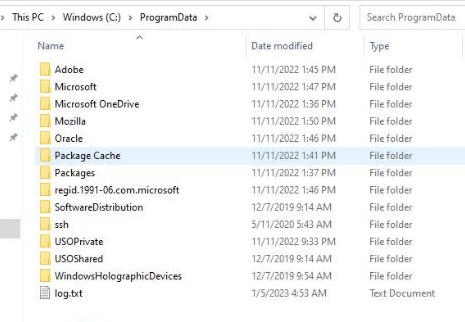 This PC > Windows (C:) > ProgramData > Search ProgramData
Name Date modified Type
Adobe 11/11/2022 1:45 PM File folder
Microsoft 11/11/2022 1:47 PM File folder
Microsoft OneDrive 11/11/2022 1:36 PM File folder
Mozilla 11/11/2022 1:50 PM File folder
Oracle 11/11/2022 1:46 PM File folder
Package Cache 11/11/2022 1:41 PM File folder
Packages 11/11/2022 1:37 PM File folder
regid.1991-06.com.microsoft 11/11/2022 1:46 PM File folder
SoftwareDistribution 12/7/2019 9:14 AM File folder
ssh 5/11/2020 5:43 AM File folder
USOPrivate 11/11/2022 9:33 PM File folder
USOShared 12/7/2019 9:14 AM File folder
WindowsHolographicDevices 12/7/2019 9:54 AM File folder
log.txt 1/5/2023 4:53 AM Text Document